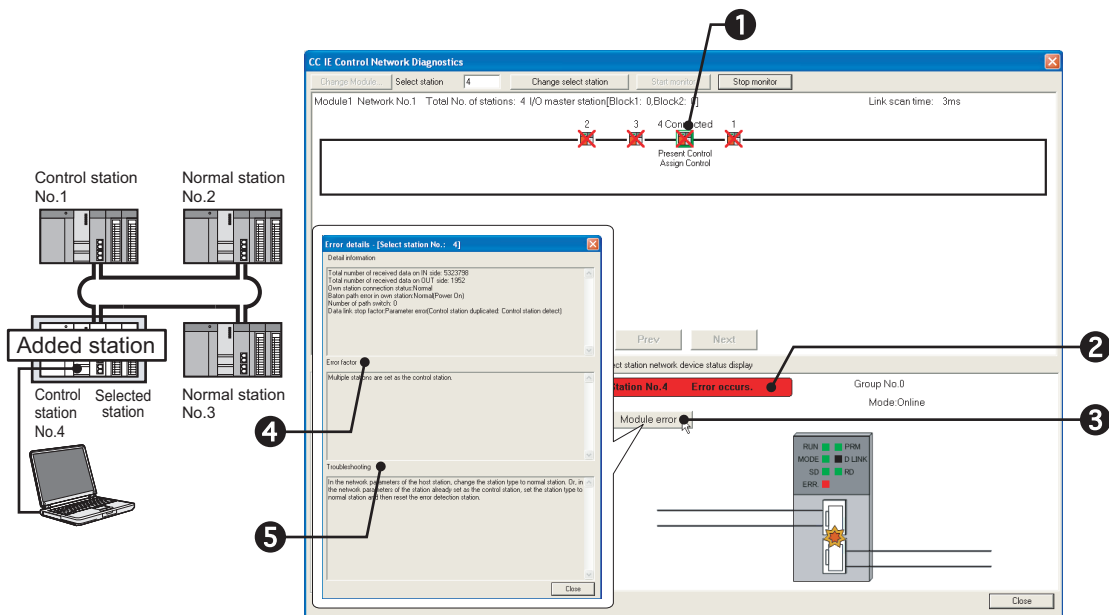 1
CC IE Control Network Diagnostics
Change Module... Select station 4 Change select station Start monitor Stop monitor
Module1 Network No.1 Total No. of stations: 4 I/O master station[Block1: 0,Block2: 0] Link scan time: 3ms
2 3 4 Connected 1
Present Control
Assign Control
Control station
No.1
Normal station
No.2
Added station
Control
station
No.4
Selected
station
Normal station
No.3
Error details - [Select station No.: 4]
Detail information
Total number of received data on IN side: 5323798
Total number of received data on OUT side: 1952
Own station connection status:Normal
Baton path error in own station:Normal(Power On)
Number of path switch: 0
Data link stop factor:Parameter error(Control station duplicated: Control station detect)
Error factor
4
Multiple stations are set as the control station.
Troubleshooting
5
In the network parameters of the host station, change the station type to normal station. Or, in
the network parameters of the station already set as the control station, set the station type to
normal station and then reset the error detection station.
Close
Prev Next
ect station network device status display
2
Station No.4 Error occurs.
Group No.0
Mode:Online
Module error
3
RUN PRM
MODE D LINK
SD RD
ERR.
Close